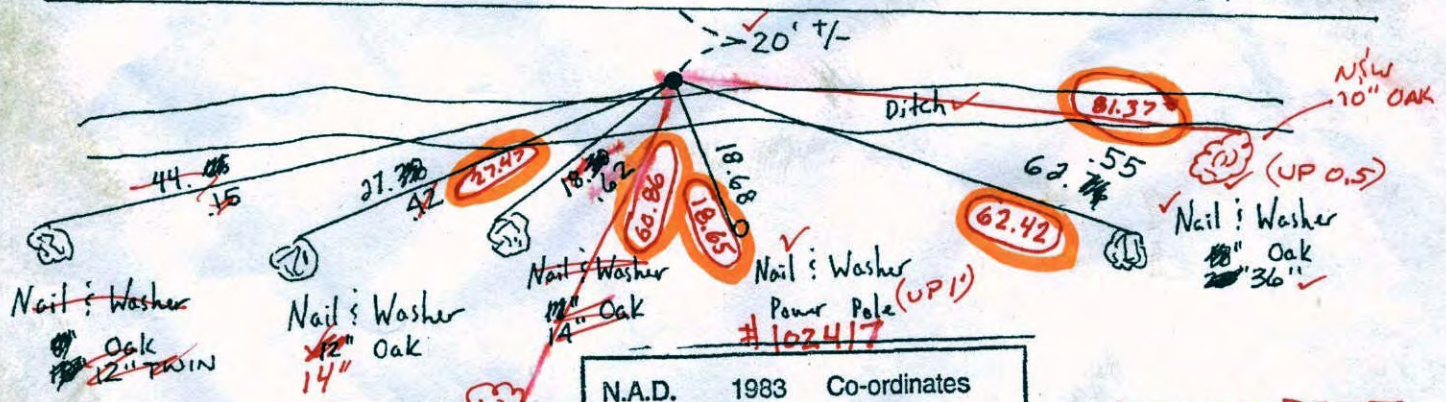 20' +/-
N&W
10" OAK
Ditch
81.37
44.
.15
27.
.42
27.47
18.
.62
60.86
18.68
18.65
62.
.55
62.42
(UP 0.5)
Nail & Washer
Oak
12" TWIN
Nail & Washer
12" Oak
14"
Nail & Washer
Oak
14"
Nail & Washer
Power Pole (UP 1')
#102417
Nail & Washer
Oak
36"
N.A.D. 1983 Co-ordinates